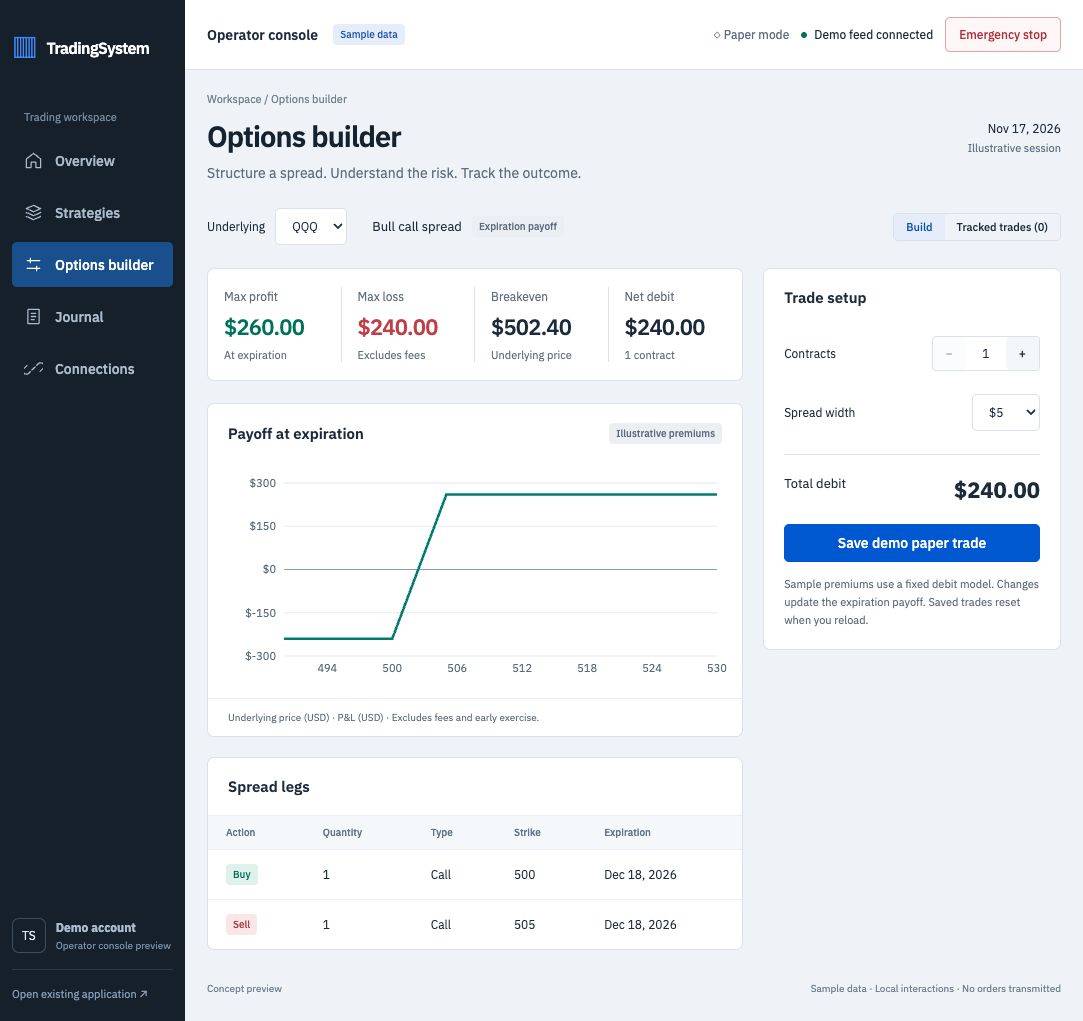 TradingSystem
Trading workspace
Overview
Strategies
Options builder
Journal
Connections
TS
Demo account
Operator console preview
Open existing application ↗
Operator console
Sample data
Paper mode
Demo feed connected
Emergency stop
Workspace / Options builder
Options builder
Structure a spread. Understand the risk. Track the outcome.
Nov 17, 2026
Illustrative session
Underlying
QQQ
Bull call spread
Expiration payoff
Build
Tracked trades (0)
Max profit
$260.00
At expiration
Max loss
$240.00
Excludes fees
Breakeven
$502.40
Underlying price
Net debit
$240.00
1 contract
Payoff at expiration
Illustrative premiums
$300
$150
$0
$-150
$-300
494 500 506 512 518 524 530
Underlying price (USD) · P&L (USD) · Excludes fees and early exercise.
Spread legs
Action Quantity Type Strike Expiration
Buy 1 Call 500 Dec 18, 2026
Sell 1 Call 505 Dec 18, 2026
Trade setup
Contracts
− 1 +
Spread width
$5
Total debit
$240.00
Save demo paper trade
Sample premiums use a fixed debit model. Changes
update the expiration payoff. Saved trades reset
when you reload.
Concept preview
Sample data · Local interactions · No orders transmitted